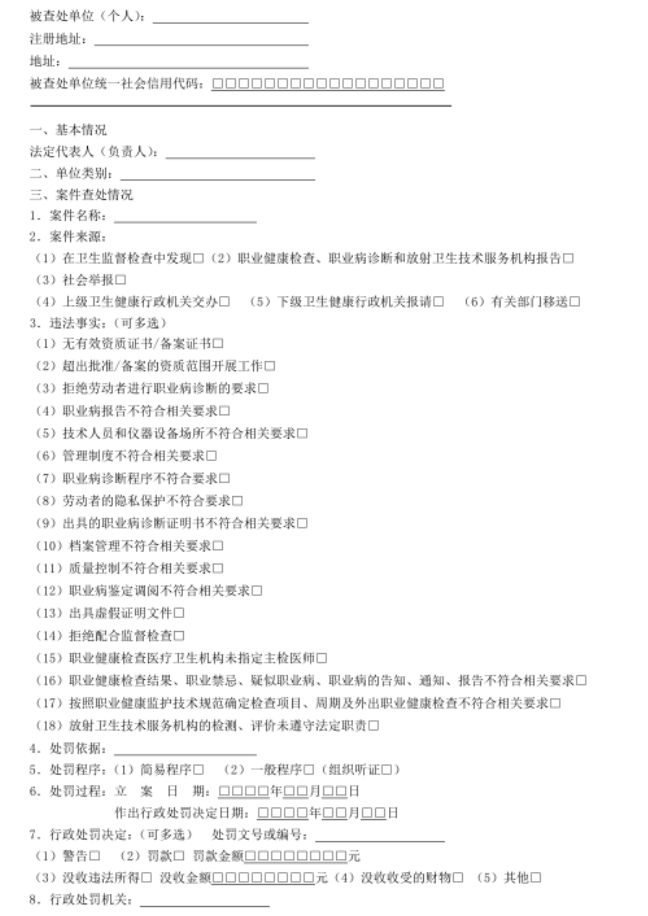 被查处单位（个人）：
注册地址：
地址：
被查处单位统一社会信用代码：□□□□□□□□□□□□□□□□□□
一、基本情况
法定代表人（负责人）：
二、单位类别：
三、案件查处情况
1. 案件名称：
2. 案件来源：
（1）在卫生监督检查中发现□（2）职业健康检查、职业病诊断和放射卫生技术服务机构报告□
（3）社会举报□
（4）上级卫生健康行政机关交办□ （5）下级卫生健康行政机关报请□ （6）有关部门移送□
3. 违法事实：（可多选）
（1）无有效资质证书/备案证书□
（2）超出批准/备案的资质范围开展工作□
（3）拒绝劳动者进行职业病诊断的要求□
（4）职业病报告不符合相关要求□
（5）技术人员和仪器设备场所不符合相关要求□
（6）管理制度不符合相关要求□
（7）职业病诊断程序不符合要求□
（8）劳动者的隐私保护不符合要求□
（9）出具的职业病诊断证明书不符合相关要求□
（10）档案管理不符合相关要求□
（11）质量控制不符合相关要求□
（12）职业病鉴定调阅不符合相关要求□
（13）出具虚假证明文件□
（14）拒绝配合监督检查□
（15）职业健康检查医疗卫生机构未指定主检医师□
（16）职业健康检查结果、职业禁忌、疑似职业病、职业病的告知、通知、报告不符合相关要求□
（17）按照职业健康监护技术规范确定检查项目、周期及外出职业健康检查不符合相关要求□
（18）放射卫生技术服务机构的检测、评价未遵守法定职责□
4. 处罚依据：
5. 处罚程序：（1）简易程序□ （2）一般程序□（组织听证□）
6. 处罚过程：立 案 日 期：□□□□年□□月□□日
作出行政处罚决定日期：□□□□年□□月□□日
7. 行政处罚决定：（可多选） 处罚文号或编号：
（1）警告□ （2）罚款□ 罚款金额□□□□□□□□元
（3）没收违法所得□ 没收金额□□□□□□□□元（4）没收收受的财物□ （5）其他□
8. 行政处罚机关：